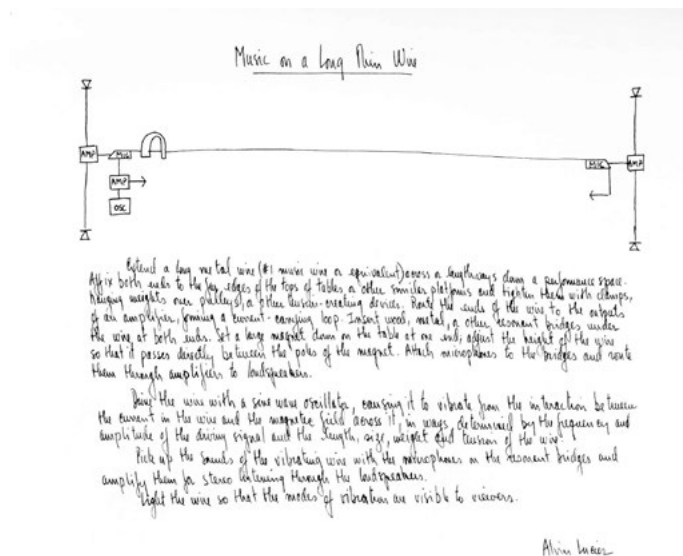 Music on a Long Thin Wire
AMP MIC MIC AMP
AMP
OSC
Extend a long metal wire (#1 music wire or equivalent) across or lengthways down a performance space.
Affix both ends to the far edges of the tops of tables or other similar platforms and tighten them with clamps,
hanging weights over pulleys, or other tension-creating devices. Route the ends of the wire to the outputs
of an amplifier, forming a current-carrying loop. Insert wood, metal, or other resonant bridges under
the wire at both ends. Set a large magnet down on the table at one end; adjust the height of the wire
so that it passes directly between the poles of the magnet. Attach microphones to the bridges and route
them through amplifiers to loudspeakers.
Drive the wire with a sine wave oscillator, causing it to vibrate from the interaction between
the current in the wire and the magnetic field across it, in ways determined by the frequency and
amplitude of the driving signal and the length, size, weight and tension of the wire.
Pick up the sounds of the vibrating wire with the microphones on the resonant bridges and
amplify them for stereo listening through the loudspeakers.
Light the wire so that the modes of vibration are visible to viewers.
Alvin Lucier